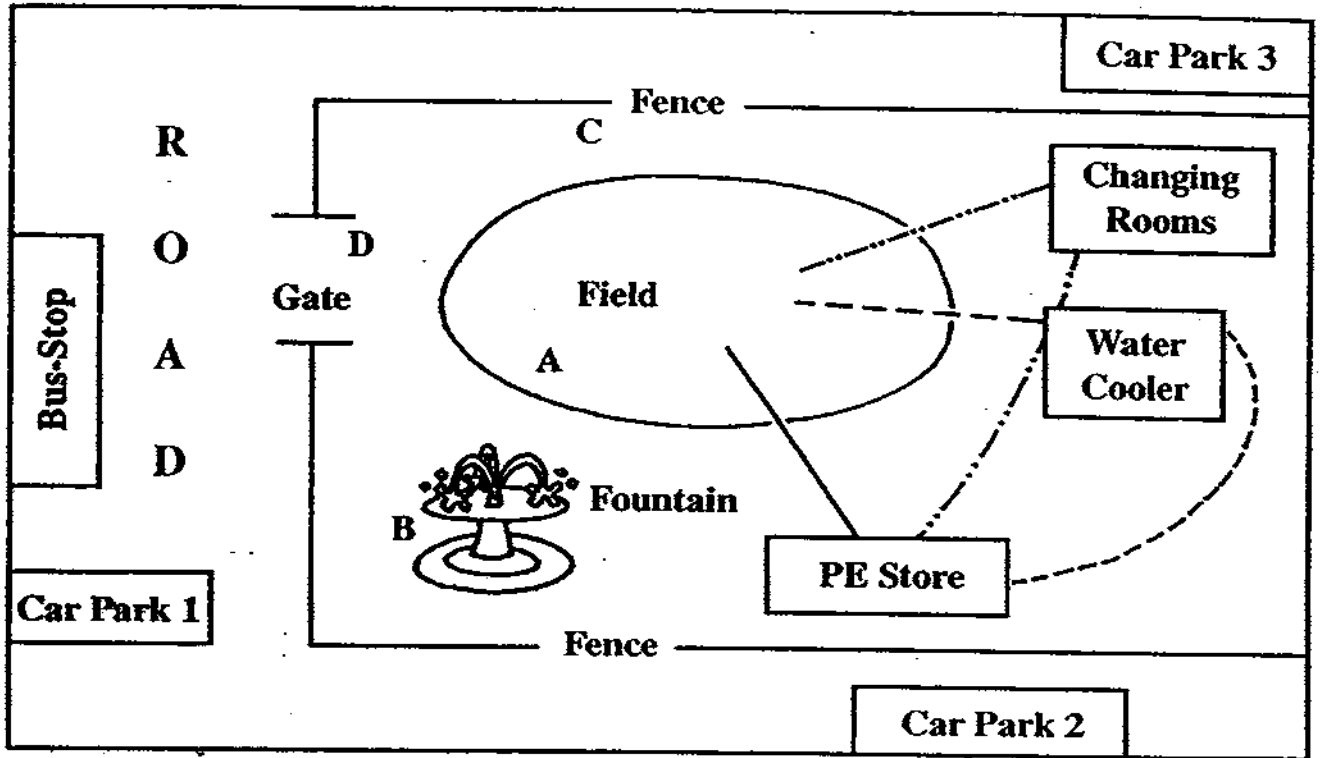 Car Park 3
Fence
C
R
O
A
D
Changing
Rooms
D
Gate
Field
Bus-Stop
A
Water
Cooler
Fountain
B
PE Store
Car Park 1
Fence
Car Park 2